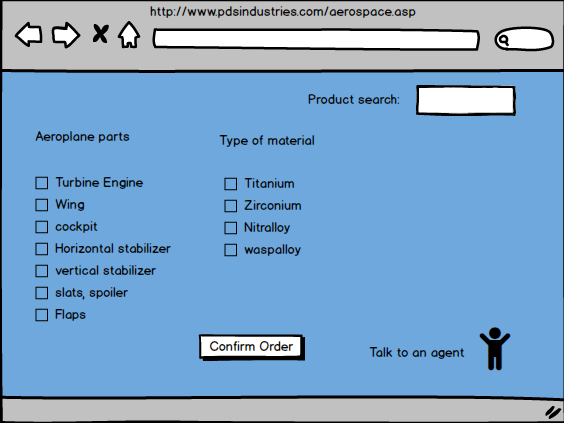 http://www.pdsindustries.com/aerospace.asp
Product search:
Aeroplane parts
Type of material
Turbine Engine
Titanium
Wing
Zirconium
cockpit
Nitralloy
Horizontal stabilizer
waspalloy
vertical stabilizer
slats, spoiler
Flaps
Confirm Order
Talk to an agent